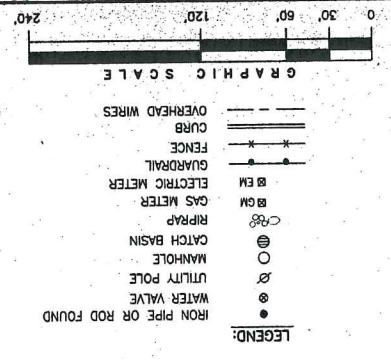 LEGEND:
IRON PIPE OR ROD FOUND
WATER VALVE
UTILITY POLE
MANHOLE
CATCH BASIN
RIPRAP
GM GAS METER
EM ELECTRIC METER
GUARDRAIL
FENCE
CURB
OVERHEAD WIRES
GRAPHIC SCALE
0 30' 60' 120' 240'